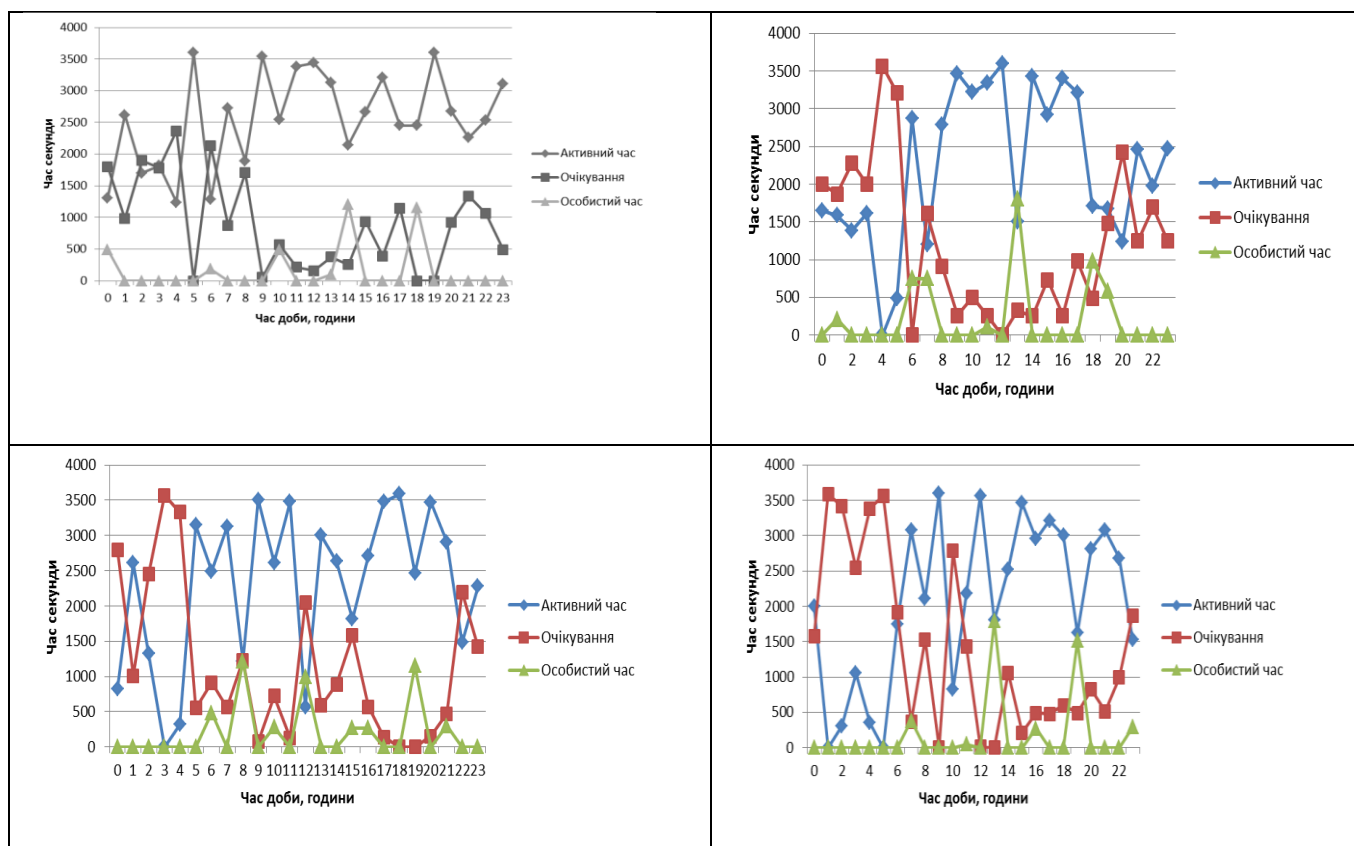 4000
3500
3000
2500
2000
1500
1000
500
0
Час секунди
0 1 2 3 4 5 6 7 8 9 10 11 12 13 14 15 16 17 18 19 20 21 22 23
Час доби, години
Активний час
Очікування
Особистий час
4000
3500
3000
2500
2000
1500
1000
500
0
Час секунди
0 2 4 6 8 10 12 14 16 18 20 22
Час доби, години
Активний час
Очікування
Особистий час
4000
3500
3000
2500
2000
1500
1000
500
0
Час секунди
0 1 2 3 4 5 6 7 8 9 10 11 12 13 14 15 16 17 18 19 20 21 22 23
Час доби, години
Активний час
Очікування
Особистий час
4000
3500
3000
2500
2000
1500
1000
500
0
Час секунди
0 2 4 6 8 10 12 14 16 18 20 22
Час доби, години
Активний час
Очікування
Особистий час